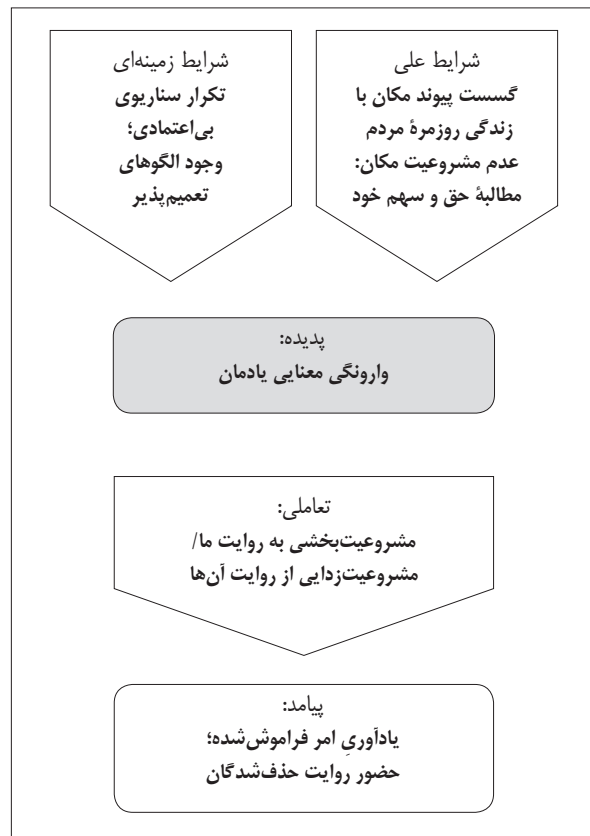 شرایط علی
گسست پیوند مکان با
زندگی روزمرهٔ مردم
عدم مشروعیت مکان:
مطالبهٔ حق و سهم خود
شرایط زمینه‌ای
تکرار سناریوی
بی‌اعتمادی؛
وجود الگوهای
تعمیم‌پذیر
پدیده:
وارونگی معنایی یادمان
تعاملی:
مشروعیت‌بخشی به روایت ما/
مشروعیت‌زدایی از روایت آن‌ها
پیامد:
یادآوریِ امر فراموش‌شده؛
حضور روایت حذف‌شدگان